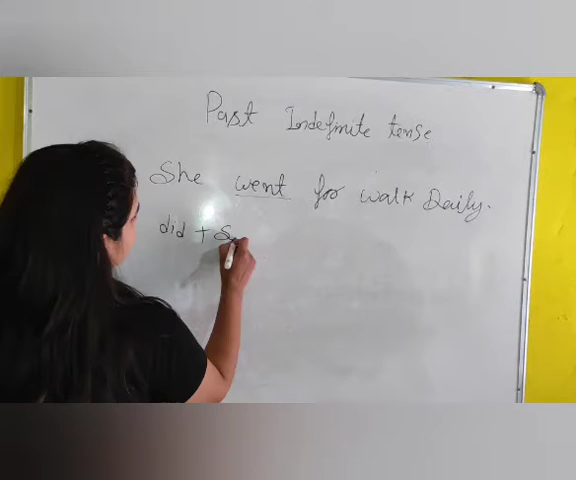 Past Indefinite tense
She went for walk Daily.
did + S